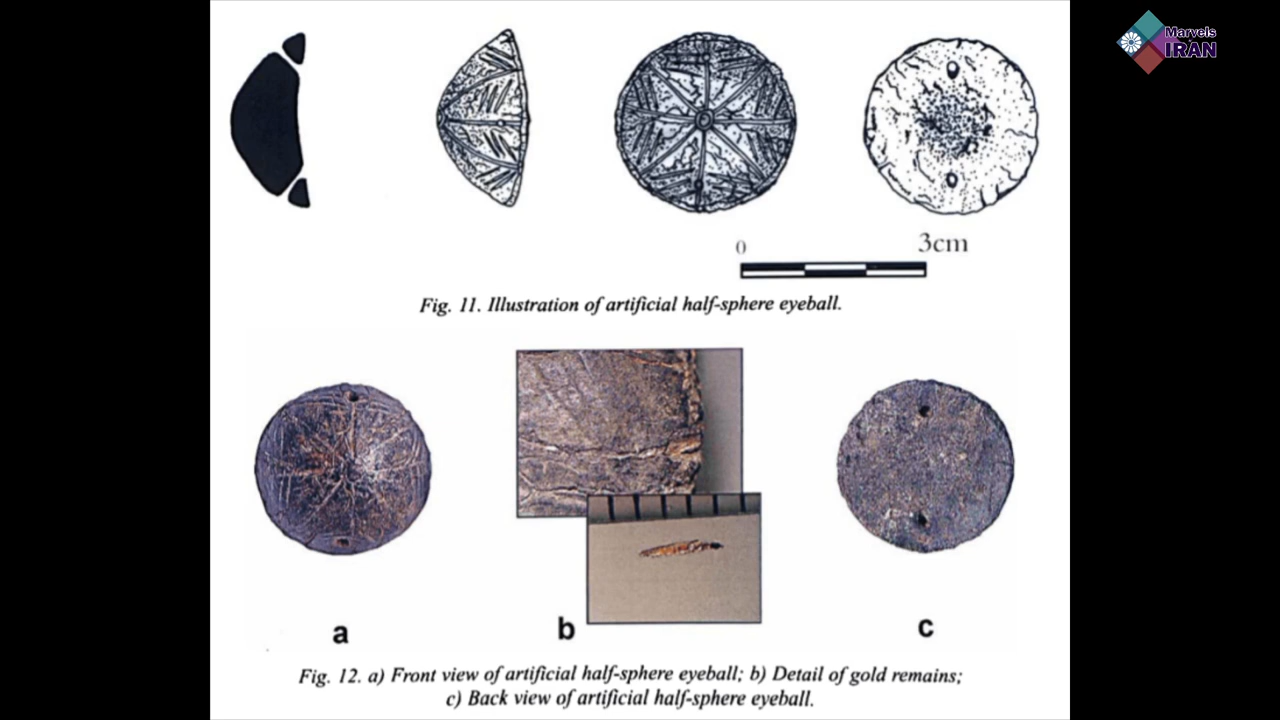 Marvels
IRAN
0 3cm
Fig. 11. Illustration of artificial half-sphere eyeball.
a b c
Fig. 12. a) Front view of artificial half-sphere eyeball; b) Detail of gold remains;
c) Back view of artificial half-sphere eyeball.